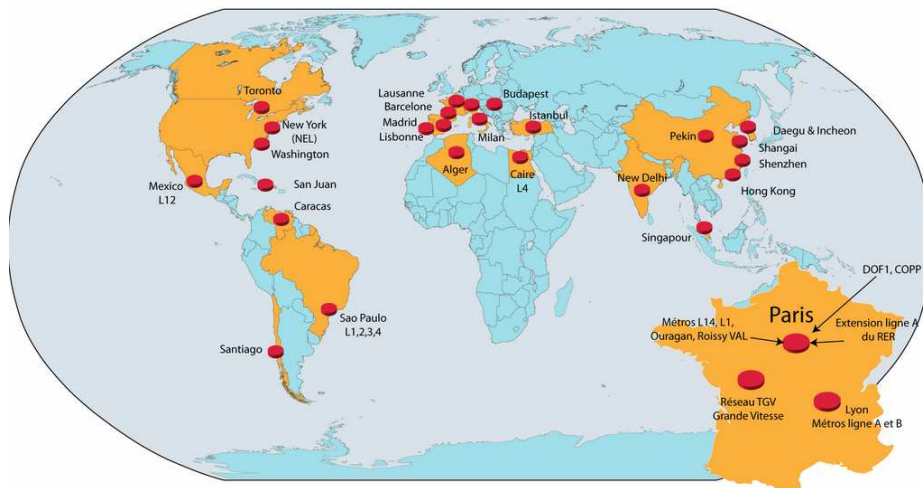 Toronto
New York
(NEL)
Washington
Mexico
L12
San Juan
Caracas
Sao Paulo
L1,2,3,4
Santiago
Lausanne
Barcelone
Madrid
Lisbonne
Budapest
Istanbul
Milan
Alger
Caire
L4
Pekin
Daegu & Incheon
Shangai
Shenzhen
Hong Kong
New Delhi
Singapour
DOF1, COPP
Paris
Métros L14, L1,
Ouragan, Roissy VAL
Extension ligne A
du RER
Réseau TGV
Grande Vitesse
Lyon
Métros ligne A et B